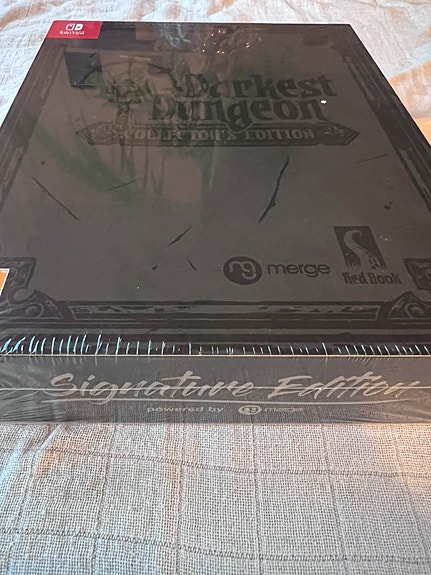 Darkest
Dungeon
COLLECTOR'S EDITION
merge
Red Hook
Signature Edition
powered by merge